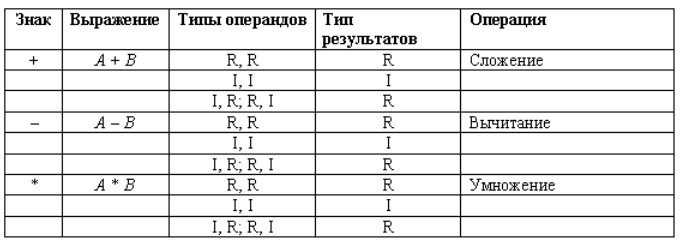 Знак Выражение Типы операндов Тип результатов Операция
+ A + B R, R R Сложение
I, I I
I, R; R, I R
– A – B R, R R Вычитание
I, I I
I, R; R, I R
* A * B R, R R Умножение
I, I I
I, R; R, I R